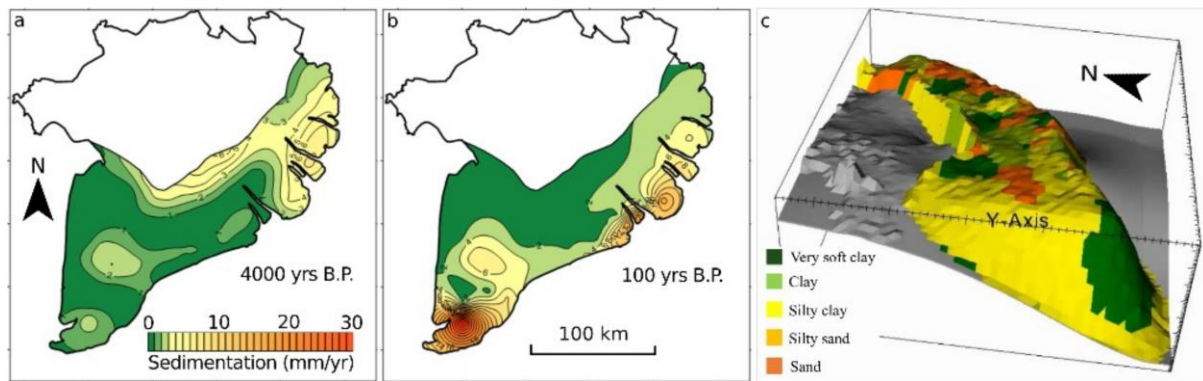 a
N
4000 yrs B.P.
0 10 20 30
Sedimentation (mm/yr)
b
100 yrs B.P.
100 km
c
N
Y-Axis
Very soft clay
Clay
Silty clay
Silty sand
Sand